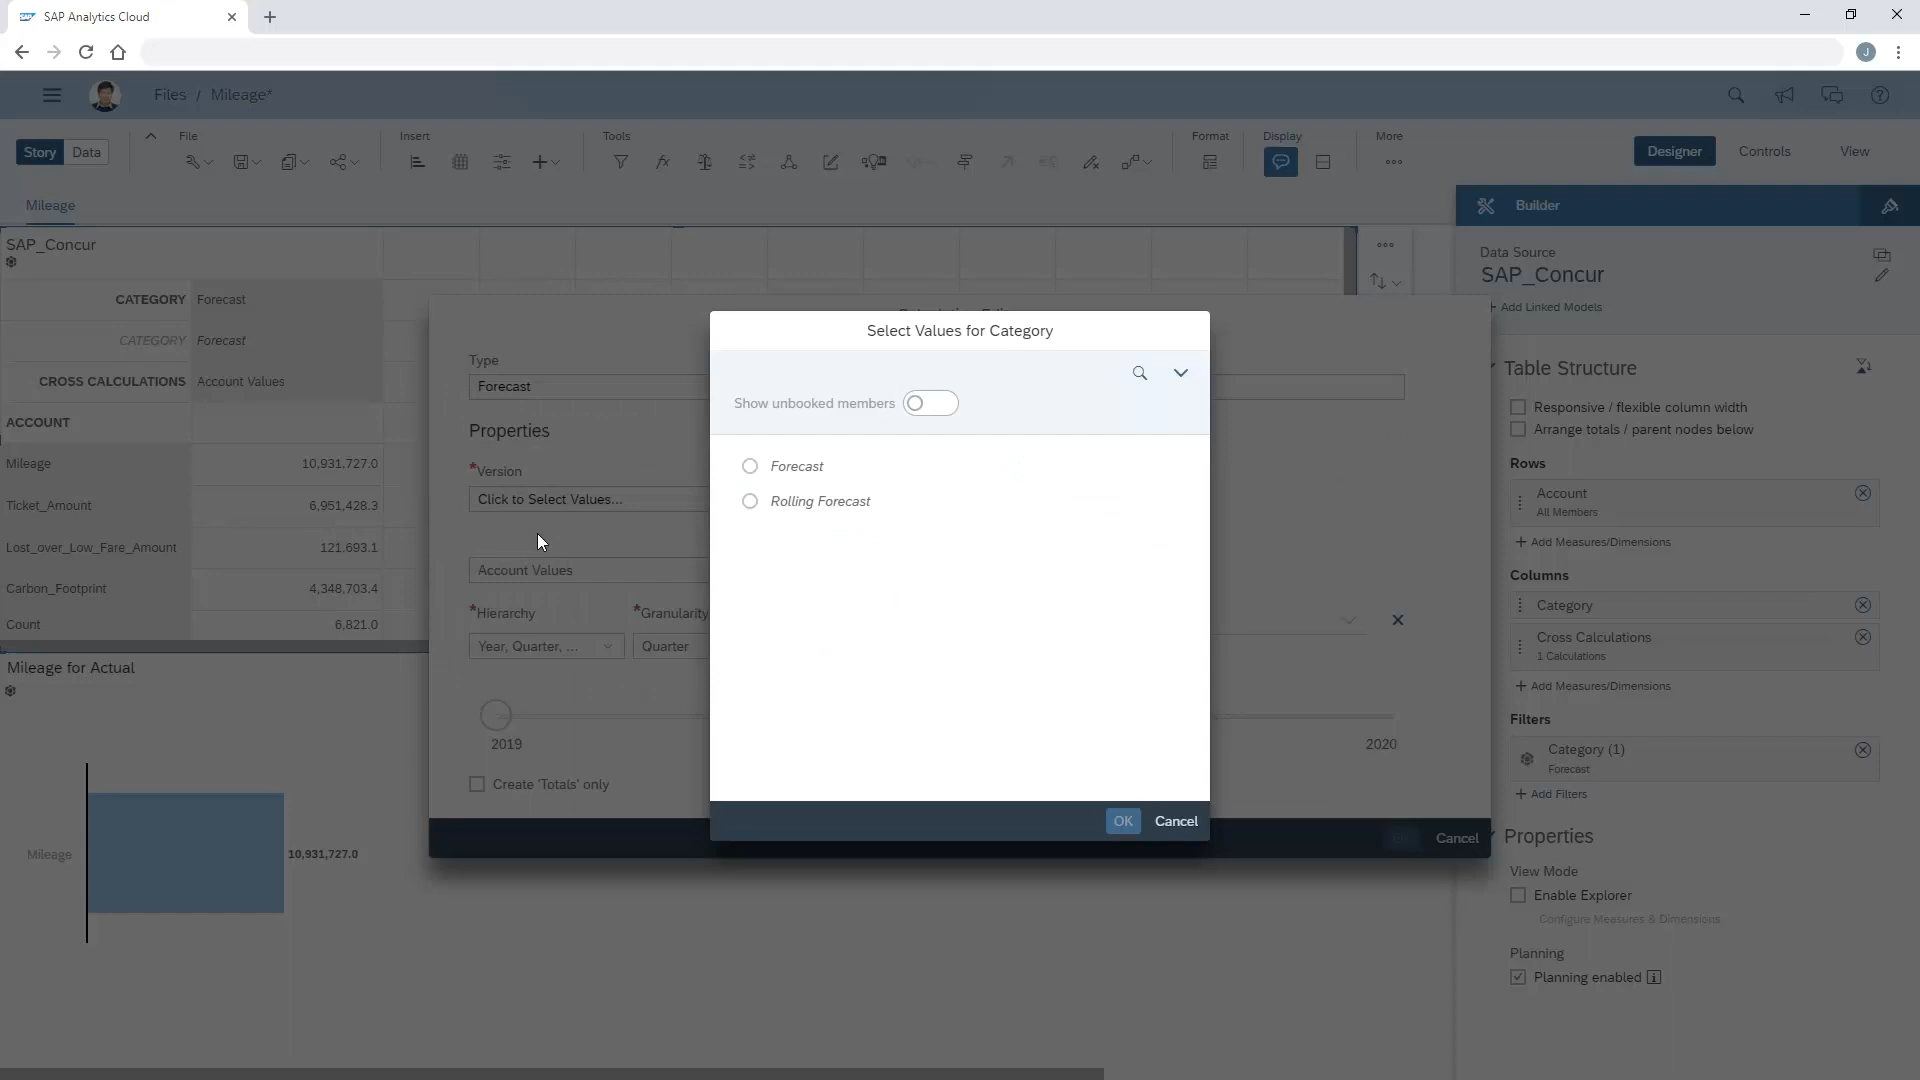 SAP Analytics Cloud
J
Files / Mileage*
Story
Data
File
Insert
Tools
Format
Display
More
Designer
Controls
View
Mileage
Builder
SAP_Concur
CATEGORY Forecast
CATEGORY Forecast
CROSS CALCULATIONS Account Values
ACCOUNT
Mileage 10,931,727.0
Ticket_Amount 6,951,428.3
Lost_over_Low_Fare_Amount 121,693.1
Carbon_Footprint 4,348,703.4
Count 6,821.0
Mileage for Actual
Mileage
10,931,727.0
Type
Forecast
Properties
*Version
Click to Select Values...
Account Values
*Hierarchy
*Granularity
Year, Quarter, ...
Quarter
2019
2020
Create 'Totals' only
Cancel
Select Values for Category
Show unbooked members
Forecast
Rolling Forecast
OK
Cancel
Data Source
SAP_Concur
Add Linked Models
Table Structure
Responsive / flexible column width
Arrange totals / parent nodes below
Rows
Account
All Members
+ Add Measures/Dimensions
Columns
Category
Cross Calculations
1 Calculations
+ Add Measures/Dimensions
Filters
Category (1)
Forecast
+ Add Filters
Properties
View Mode
Enable Explorer
Configure Measures & Dimensions
Planning
Planning enabled